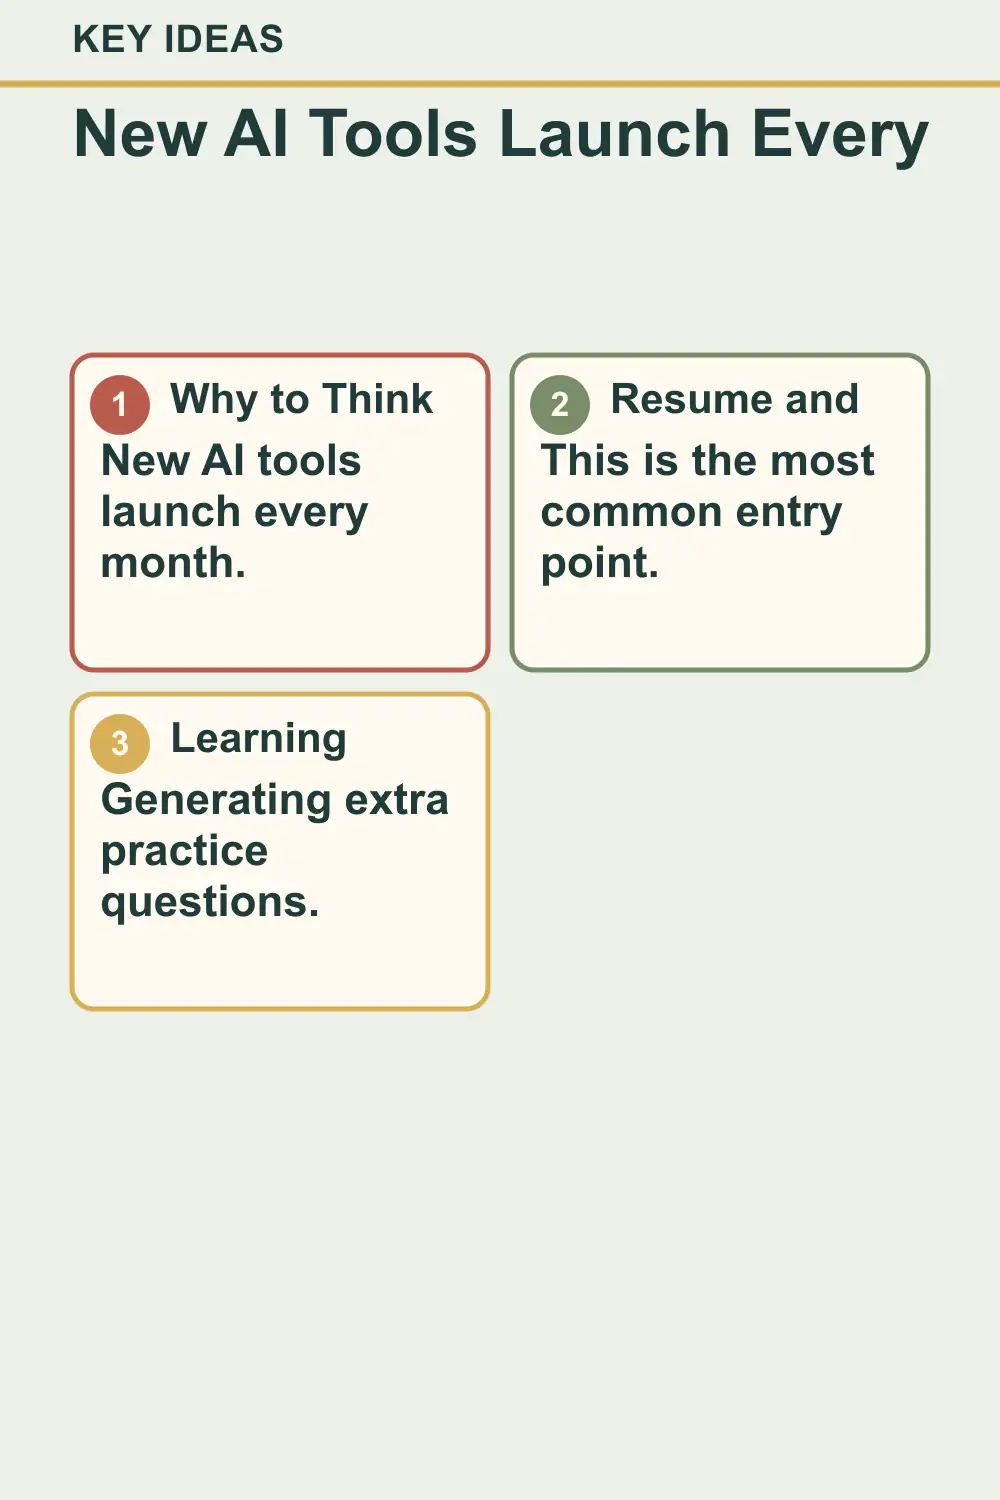 KEY IDEAS
New AI Tools Launch Every
1 Why to Think
New AI tools
launch every
month.
2 Resume and
This is the most
common entry
point.
3 Learning
Generating extra
practice
questions.